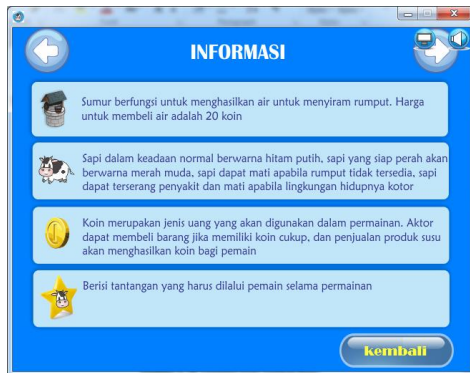 INFORMASI
Sumur berfungsi untuk menghasilkan air untuk menyiram rumput. Harga
untuk membeli air adalah 20 koin
Sapi dalam keadaan normal berwarna hitam putih, sapi yang siap perah akan
berwarna merah muda, sapi dapat mati apabila rumput tidak tersedia, sapi
dapat terserang penyakit dan mati apabila lingkungan hidupnya kotor
Koin merupakan jenis uang yang akan digunakan dalam permainan. Aktor
dapat membeli barang jika memiliki koin cukup, dan penjualan produk susu
akan menghasilkan koin bagi pemain
Berisi tantangan yang harus dilalui pemain selama permainan
kembali